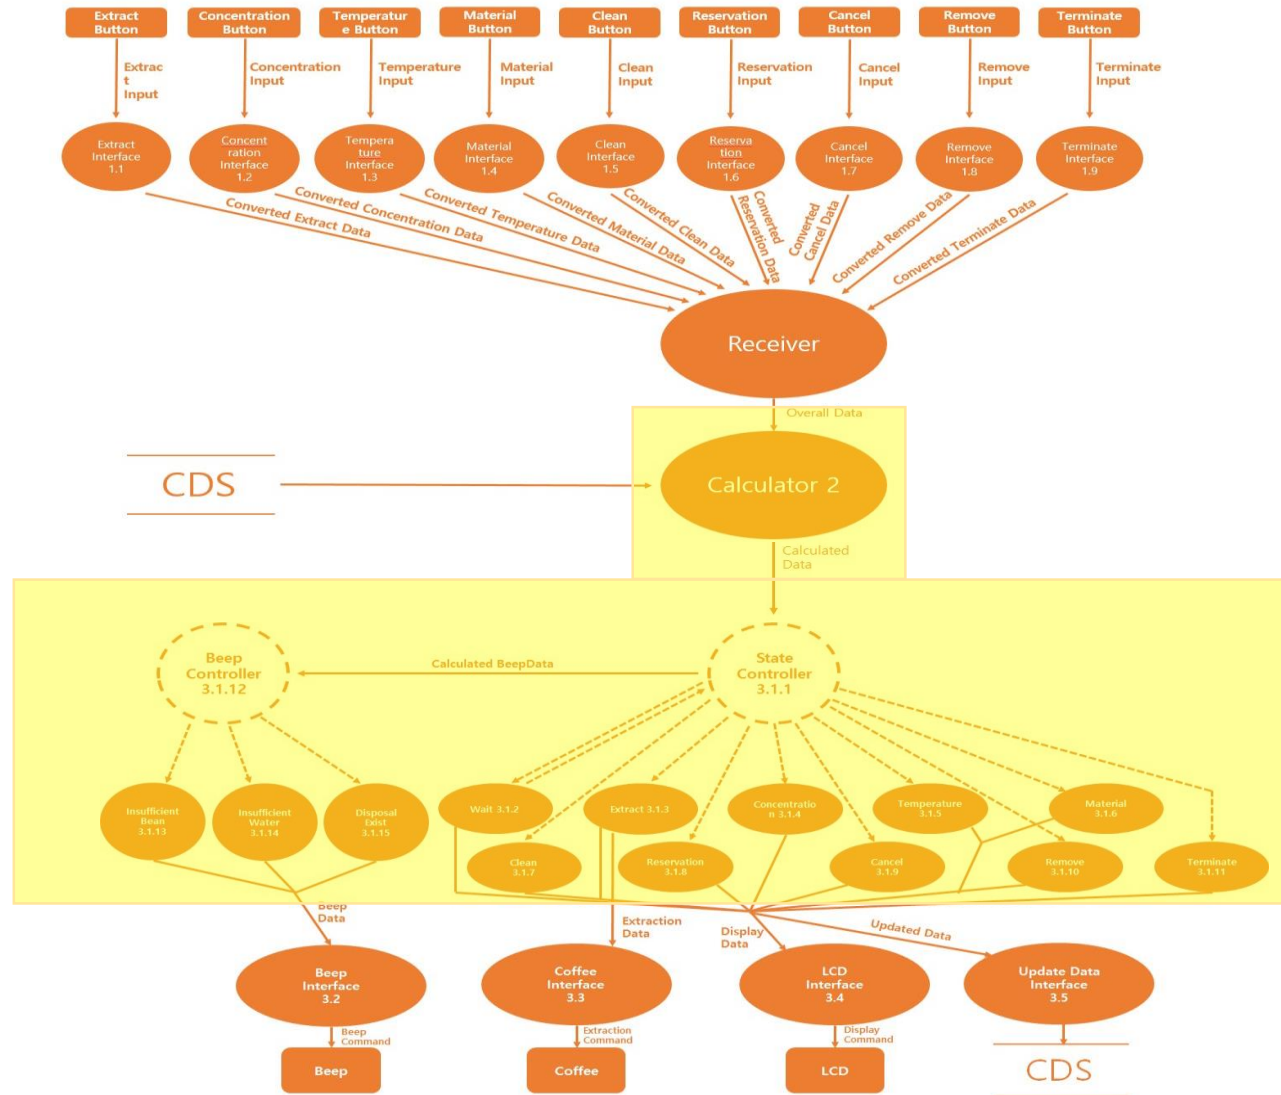 Extract
Button
Concentration
Button
Temperatur
e Button
Material
Button
Clean
Button
Reservation
Button
Cancel
Button
Remove
Button
Terminate
Button
Extrac
t
Input
Concentration
Input
Temperature
Input
Material
Input
Clean
Input
Reservation
Input
Cancel
Input
Remove
Input
Terminate
Input
Extract
Interface
1.1
Concent
ration
Interface
1.2
Tempera
ture
Interface
1.3
Material
Interface
1.4
Clean
Interface
1.5
Reserva
tion
Interface
1.6
Cancel
Interface
1.7
Remove
Interface
1.8
Terminate
Interface
1.9
Converted Extract Data
Converted Concentration Data
Converted Temperature Data
Converted Material Data
Converted Clean Data
Converted
Reservation Data
Converted
Cancel Data
Converted Remove Data
Converted Terminate Data
Receiver
Overall Data
CDS
Calculator 2
Calculated
Data
Beep
Controller
3.1.12
Calculated BeepData
State
Controller
3.1.1
Insufficient
Bean
3.1.13
Insufficient
Water
3.1.14
Disposal
Exist
3.1.15
Wait 3.1.2
Extract 3.1.3
Concentratio
n 3.1.4
Temperature
3.1.5
Material
3.1.6
Clean
3.1.7
Reservation
3.1.8
Cancel
3.1.9
Remove
3.1.10
Terminate
3.1.11
Beep
Data
Extraction
Data
Display
Data
Updated Data
Beep
Interface
3.2
Coffee
Interface
3.3
LCD
Interface
3.4
Update Data
Interface
3.5
Beep
Command
Extraction
Command
Display
Command
Beep
Coffee
LCD
CDS